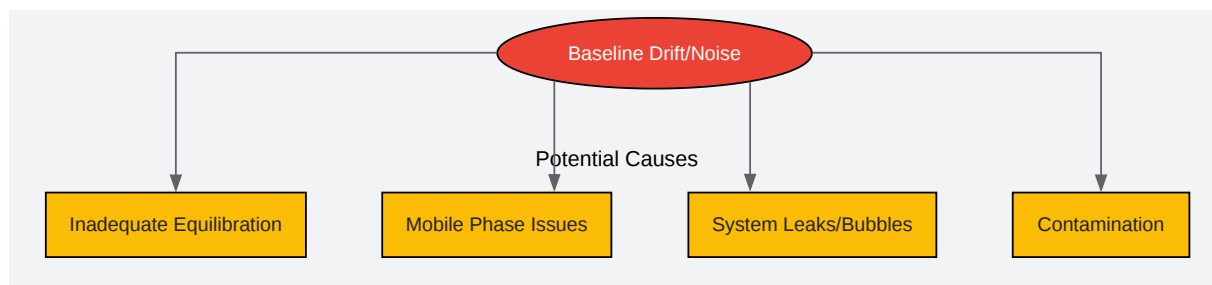 Baseline Drift/Noise
Potential Causes
Inadequate Equilibration
Mobile Phase Issues
System Leaks/Bubbles
Contamination